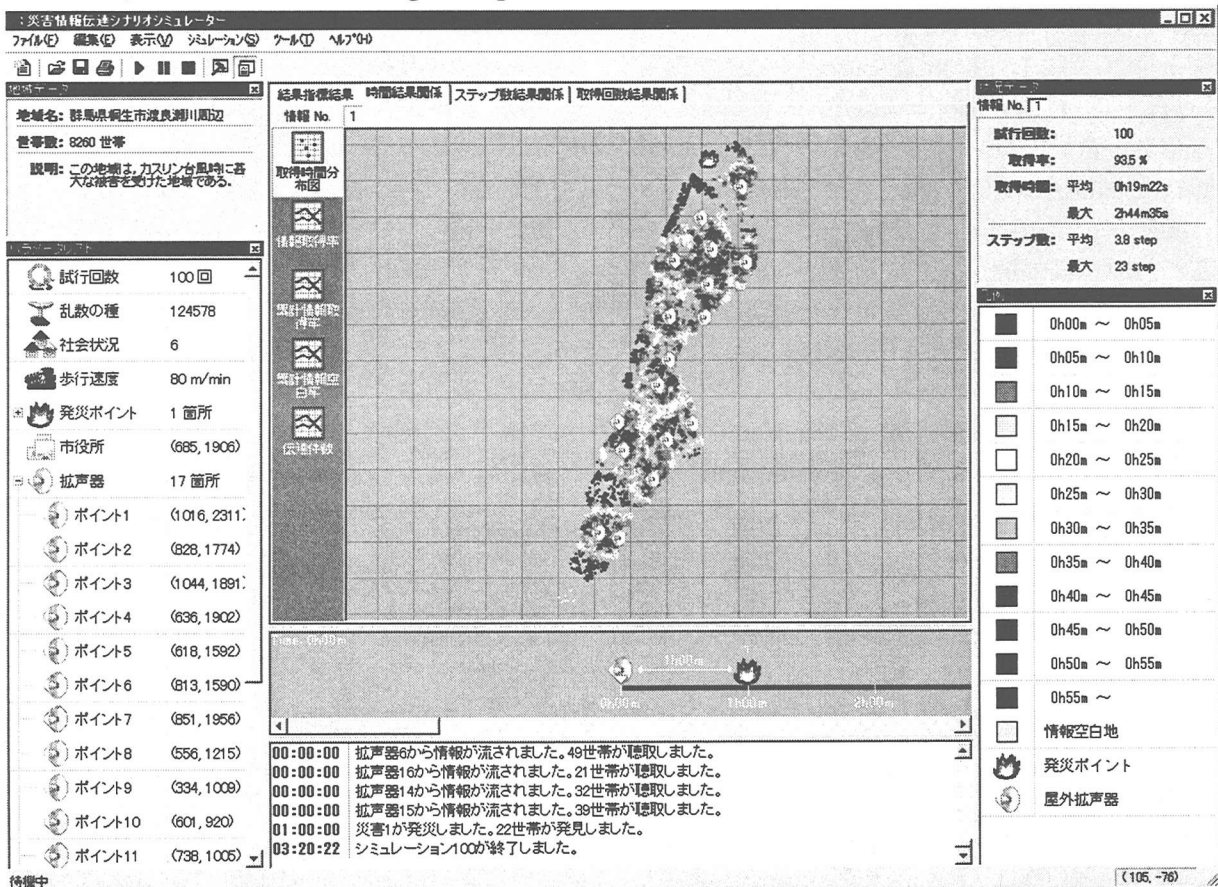 ：災害情報伝達シナリオシミュレーター
ファイル(F) 編集(E) 表示(V) シミュレーション(S) ツール(T) ヘルプ(H)
地域データ
地域名: 群馬県桐生市渡良瀬川周辺
世帯数: 8260 世帯
説明: この地域は，カスリン台風時に甚
大な被害を受けた地域である。
パラメータリスト
試行回数 100 回
乱数の種 124578
社会状況 6
歩行速度 80 m/min
発災ポイント 1 箇所
市役所 (685, 1906)
拡声器 17 箇所
ポイント1 (1016, 2311)
ポイント2 (828, 1774)
ポイント3 (1044, 1891)
ポイント4 (636, 1902)
ポイント5 (618, 1592)
ポイント6 (813, 1590)
ポイント7 (851, 1956)
ポイント8 (556, 1215)
ポイント9 (334, 1009)
ポイント10 (601, 920)
ポイント11 (738, 1005)
待機中
結果指標結果 時間結果関係 ステップ数結果関係 取得回数結果関係
情報 No. 1
取得時間分
布図
情報取得率
累計情報取
得率
累計情報空
白率
伝達件数
Time: 0h00m
1h00m
0h00m 1h00m 2h00m
00:00:00 拡声器6から情報が流されました。49世帯が聴取しました。
00:00:00 拡声器16から情報が流されました。21世帯が聴取しました。
00:00:00 拡声器14から情報が流されました。32世帯が聴取しました。
00:00:00 拡声器15から情報が流されました。39世帯が聴取しました。
01:00:00 災害1が発災しました。22世帯が発見しました。
03:20:22 シミュレーション100が終了しました。
情報 No. 1
試行回数: 100
取得率: 93.5 %
取得時間: 平均 0h19m22s
最大 2h44m35s
ステップ数: 平均 3.8 step
最大 23 step
凡例
0h00m ～ 0h05m
0h05m ～ 0h10m
0h10m ～ 0h15m
0h15m ～ 0h20m
0h20m ～ 0h25m
0h25m ～ 0h30m
0h30m ～ 0h35m
0h35m ～ 0h40m
0h40m ～ 0h45m
0h45m ～ 0h50m
0h50m ～ 0h55m
0h55m ～
情報空白地
発災ポイント
屋外拡声器
(105, -76)